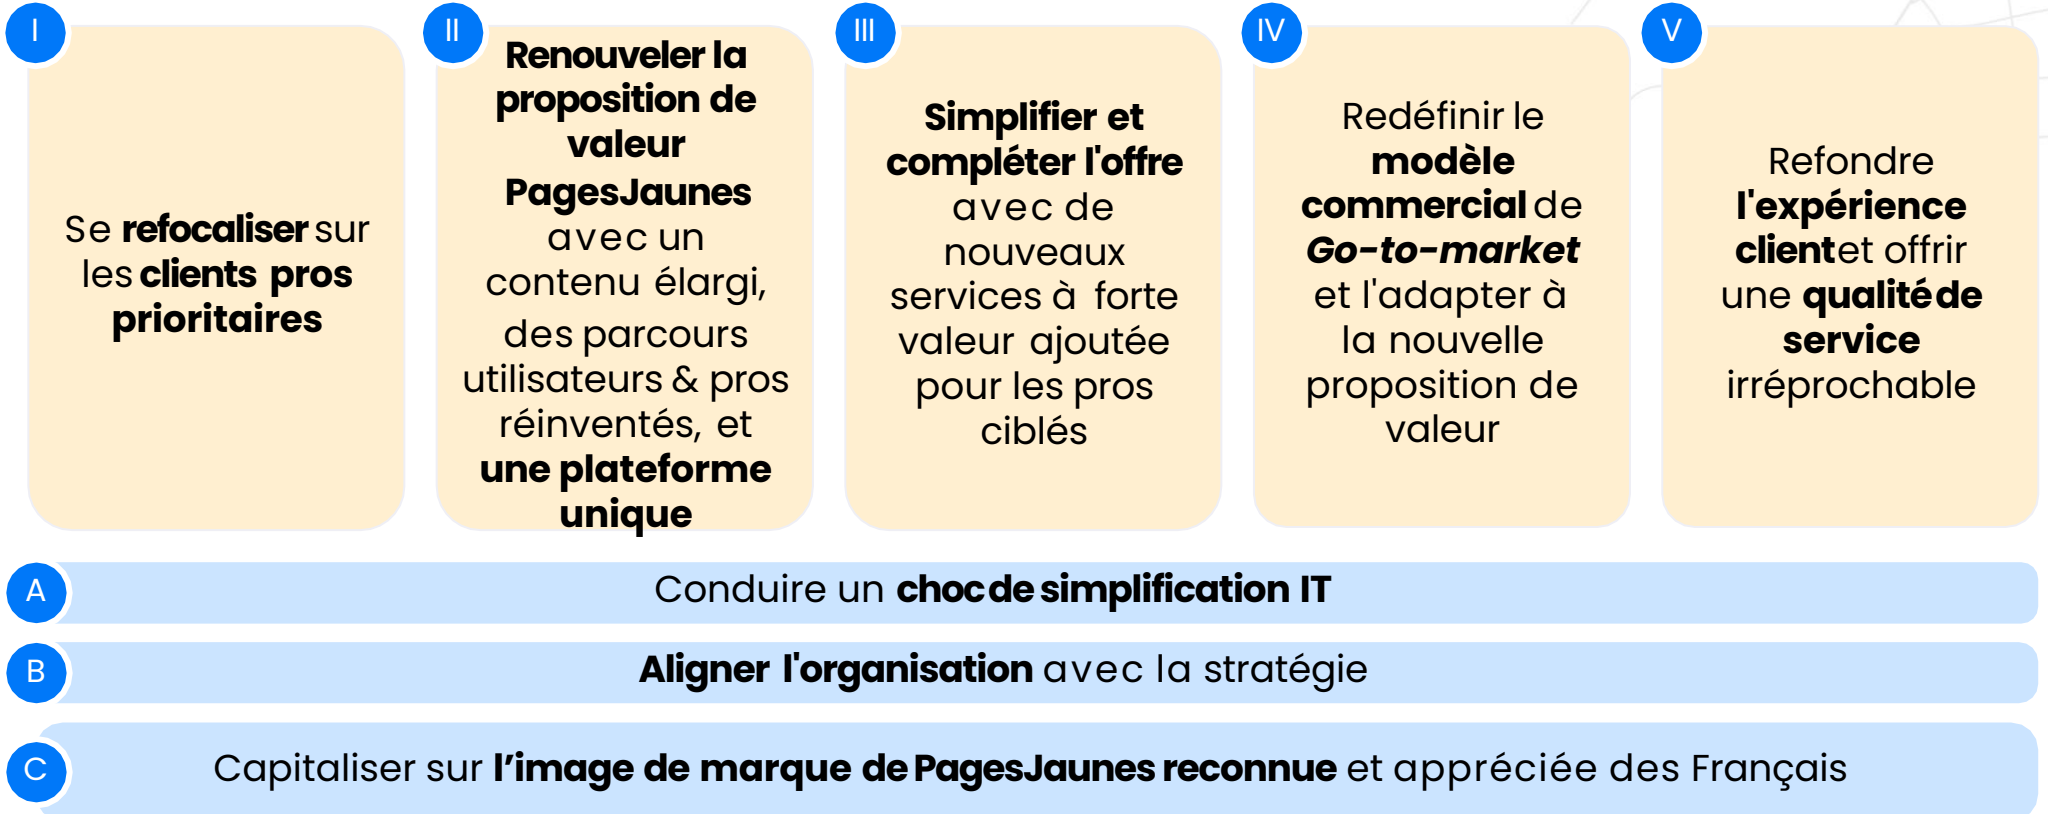 I
Se refocaliser sur
les clients pros
prioritaires
II
Renouveler la
proposition de
valeur
PagesJaunes
avec un
contenu élargi,
des parcours
utilisateurs & pros
réinventés, et
une plateforme
unique
III
Simplifier et
compléter l'offre
avec de
nouveaux
services à forte
valeur ajoutée
pour les pros
ciblés
IV
Redéfinir le
modèle
commercial de
Go-to-market
et l'adapter à
la nouvelle
proposition de
valeur
V
Refondre
l'expérience
client et offrir
une qualité de
service
irréprochable
A
Conduire un choc de simplification IT
B
Aligner l'organisation avec la stratégie
C
Capitaliser sur l’image de marque de PagesJaunes reconnue et appréciée des Français